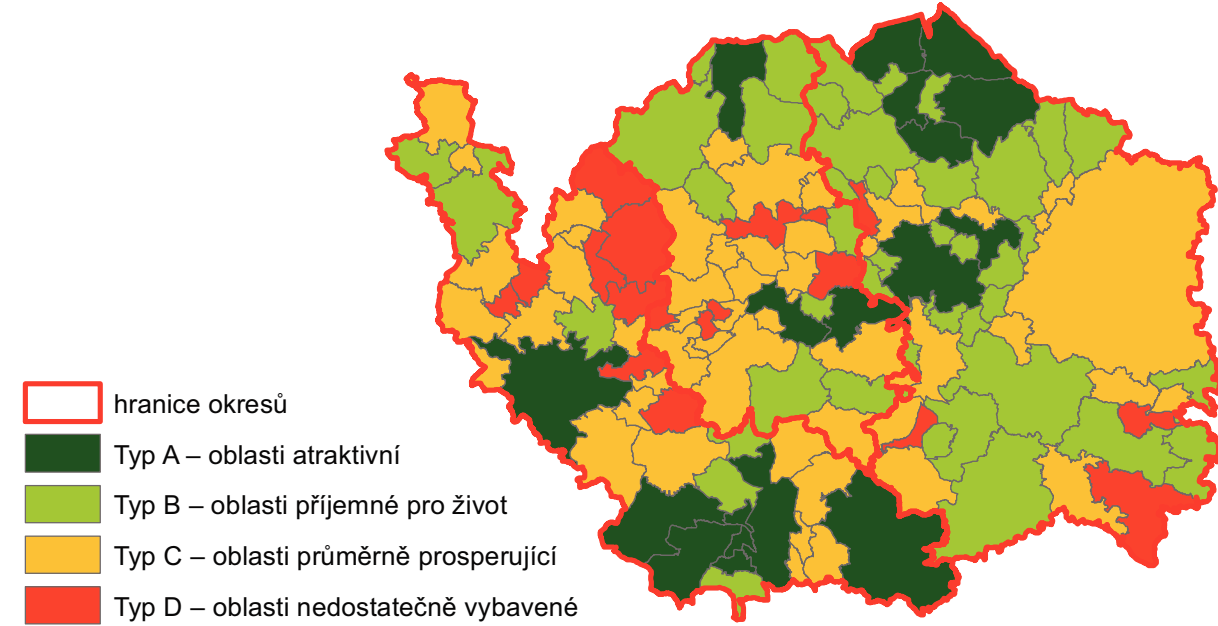 hranice okresů
Typ A – oblasti atraktivní
Typ B – oblasti příjemné pro život
Typ C – oblasti průměrně prosperující
Typ D – oblasti nedostatečně vybavené